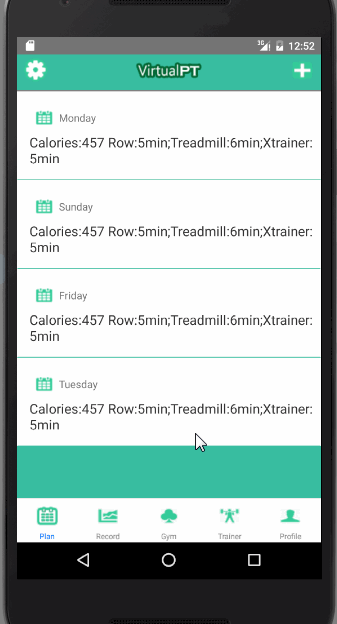 3G 12:52
VirtualPT
Monday
Calories:457 Row:5min;Treadmill:6min;Xtrainer:
5min
Sunday
Calories:457 Row:5min;Treadmill:6min;Xtrainer:
5min
Friday
Calories:457 Row:5min;Treadmill:6min;Xtrainer:
5min
Tuesday
Calories:457 Row:5min;Treadmill:6min;Xtrainer:
5min
Plan Record Gym Trainer Profile